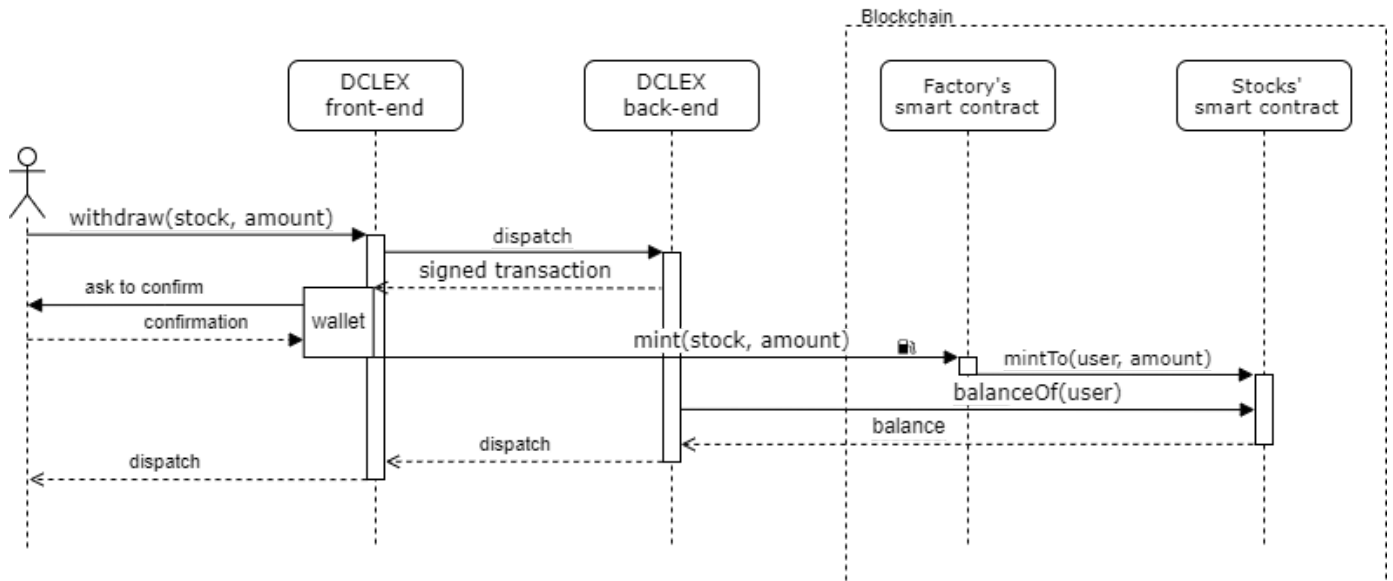 Blockchain
DCLEX
front-end
DCLEX
back-end
Factory's
smart contract
Stocks'
smart contract
withdraw(stock, amount)
dispatch
signed transaction
ask to confirm
wallet
confirmation
mint(stock, amount)
mintTo(user, amount)
balanceOf(user)
balance
dispatch
dispatch